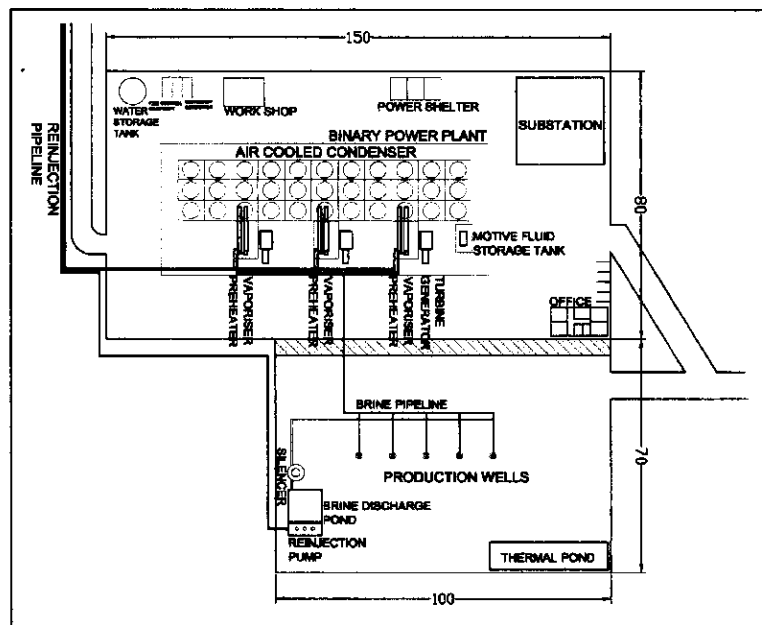 150
WATER
STORAGE
TANK
WORK SHOP
POWER SHELTER
SUBSTATION
BINARY POWER PLANT
AIR COOLED CONDENSER
REINJECTION
PIPELINE
80
MOTIVE FLUID
STORAGE TANK
PREHEATER
VAPORISER
PREHEATER
VAPORISER
PREHEATER
VAPORISER
TURBINE
GENERATOR
OFFICE
BRINE PIPELINE
70
SILENCER
PRODUCTION WELLS
BRINE DISCHARGE
POND
REINJECTION
PUMP
THERMAL POND
100